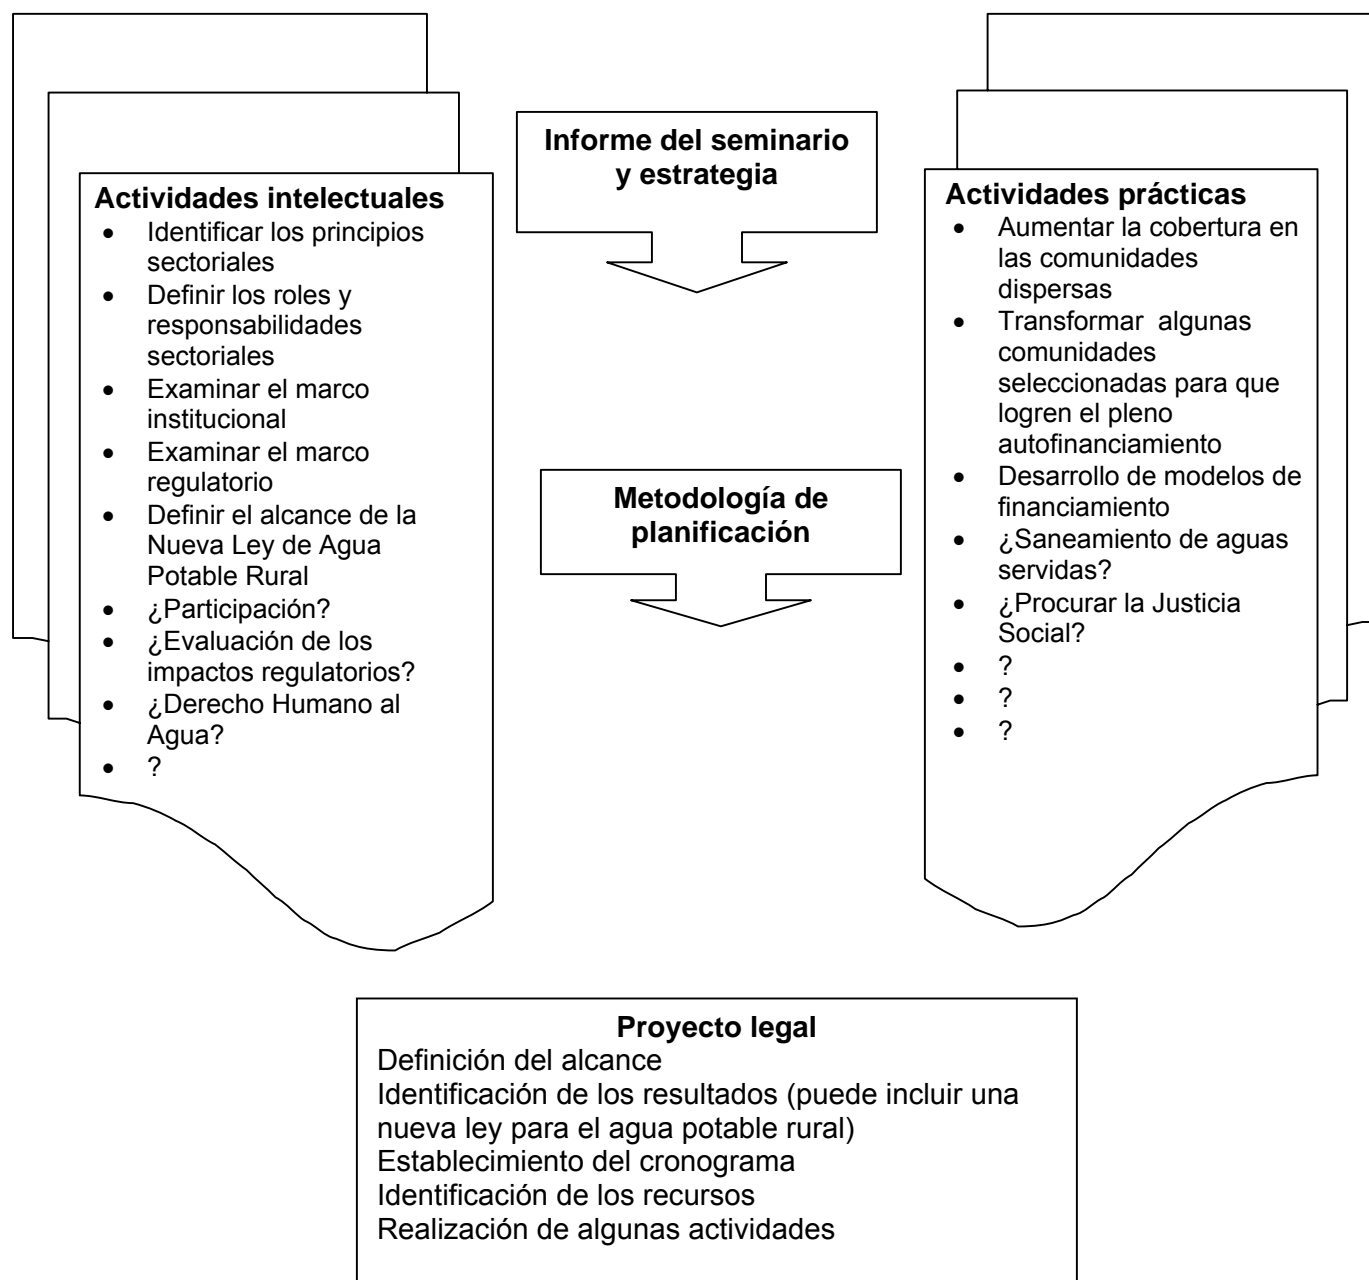 Informe del seminario
y estrategia
Actividades intelectuales
• Identificar los principios
sectoriales
• Definir los roles y
responsabilidades
sectoriales
• Examinar el marco
institucional
• Examinar el marco
regulatorio
• Definir el alcance de la
Nueva Ley de Agua
Potable Rural
• ¿Participación?
• ¿Evaluación de los
impactos regulatorios?
• ¿Derecho Humano al
Agua?
• ?
Metodología de
planificación
Actividades prácticas
• Aumentar la cobertura en
las comunidades
dispersas
• Transformar algunas
comunidades
seleccionadas para que
logren el pleno
autofinanciamiento
• Desarrollo de modelos de
financiamiento
• ¿Saneamiento de aguas
servidas?
• ¿Procurar la Justicia
Social?
• ?
• ?
• ?
Proyecto legal
Definición del alcance
Identificación de los resultados (puede incluir una
nueva ley para el agua potable rural)
Establecimiento del cronograma
Identificación de los recursos
Realización de algunas actividades